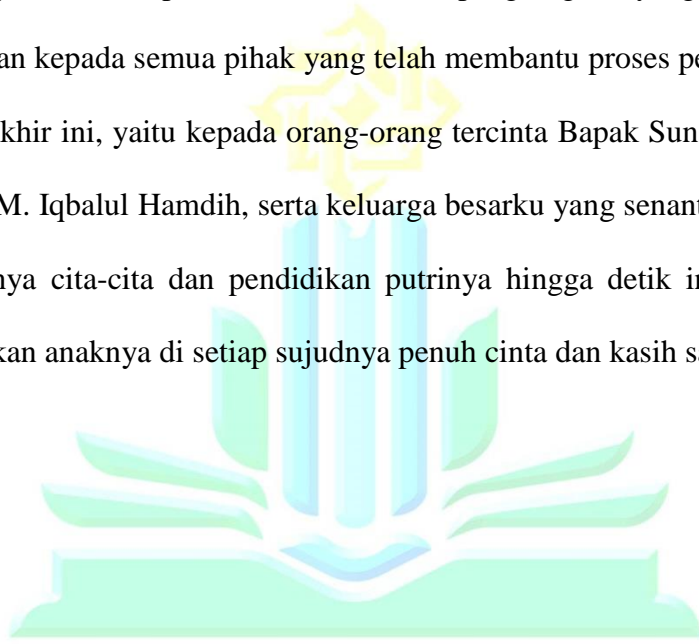 an kepada semua pihak yang telah membantu proses pe
khir ini, yaitu kepada orang-orang tercinta Bapak Sun
M. Iqbalul Hamdih, serta keluarga besarku yang senant
nya cita-cita dan pendidikan putrinya hingga detik in
kan anaknya di setiap sujudnya penuh cinta dan kasih sa